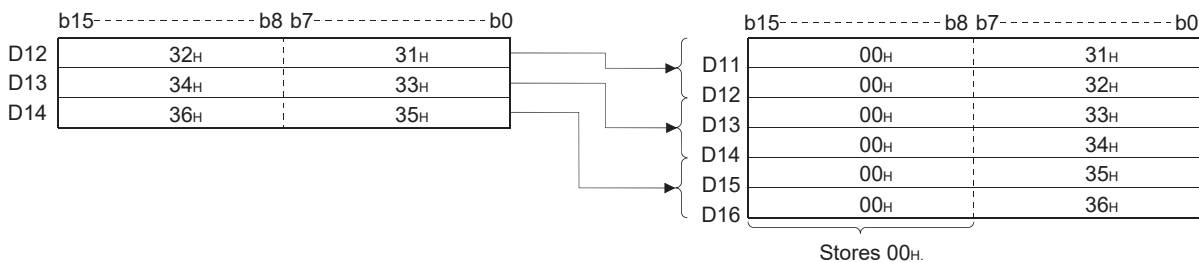 b15 b8 b7 b0
D12 32H 31H
D13 34H 33H
D14 36H 35H
b15 b8 b7 b0
D11 00H 31H
D12 00H 32H
D13 00H 33H
D14 00H 34H
D15 00H 35H
D16 00H 36H
Stores 00H.